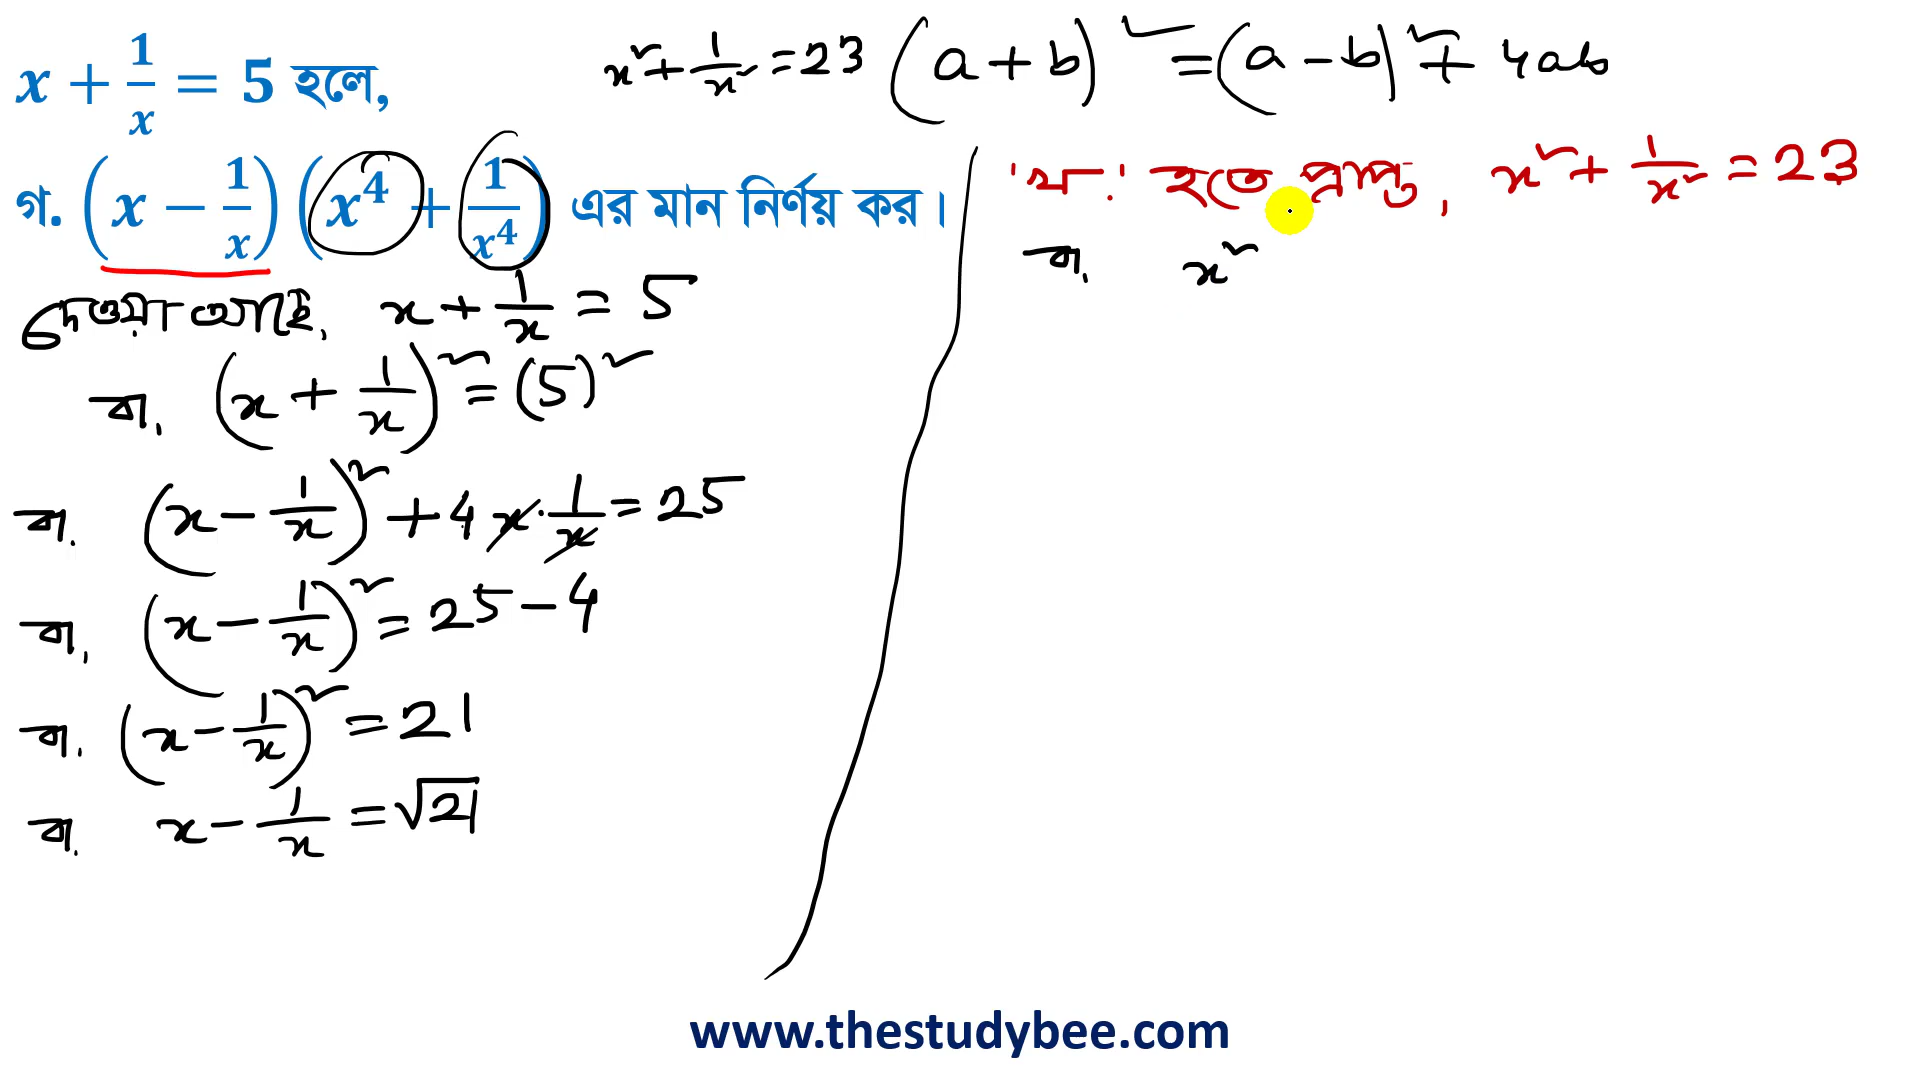 x + 1/x = 5 হলে,
x² + 1/x² = 23 (a + b)² = (a - b)² + 4ab
গ. (x − 1/x)(x⁴ + 1/x⁴) এর মান নির্ণয় কর।
দেওয়া আছে, x + 1/x = 5
বা, (x + 1/x)² = (5)²
বা, (x − 1/x)² + 4 x · 1/x = 25
বা, (x − 1/x)² = 25 − 4
বা, (x − 1/x)² = 21
বা, x − 1/x = √21
'খ' হতে প্রাপ্ত, x² + 1/x² = 23
বা, x²
www.thestudybee.com